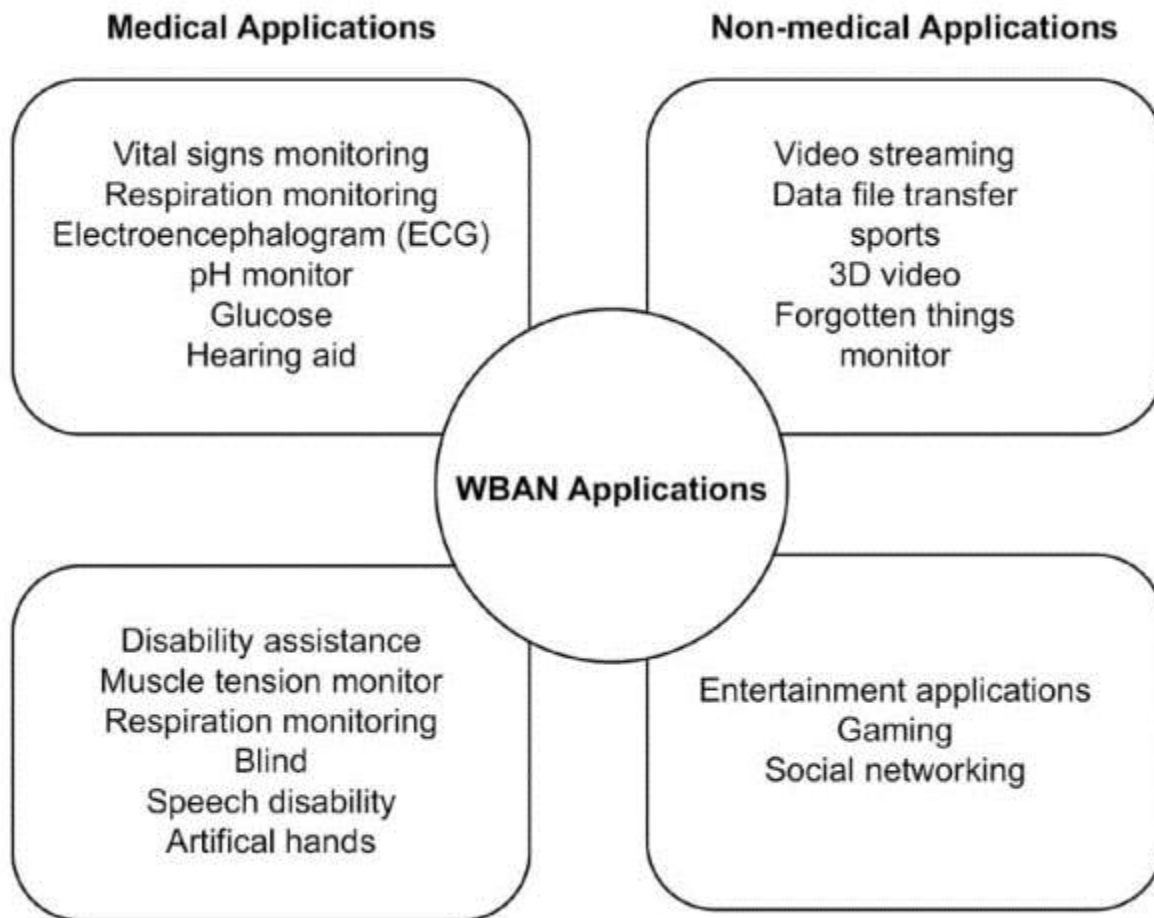 Medical Applications
Non-medical Applications
Vital signs monitoring
Respiration monitoring
Electroencephalogram (ECG)
pH monitor
Glucose
Hearing aid
Video streaming
Data file transfer
sports
3D video
Forgotten things
monitor
WBAN Applications
Disability assistance
Muscle tension monitor
Respiration monitoring
Blind
Speech disability
Artifical hands
Entertainment applications
Gaming
Social networking